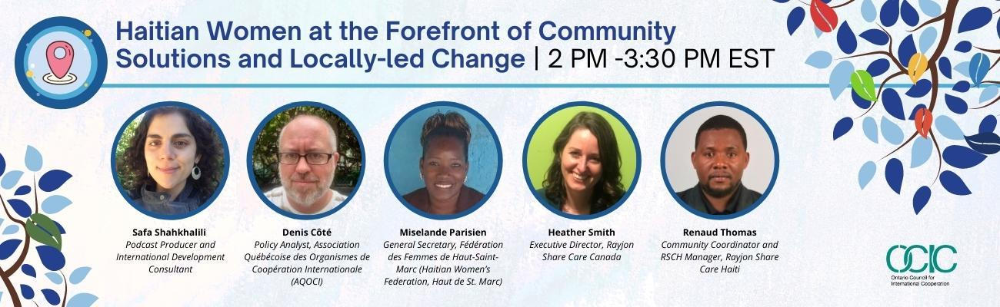 Haitian Women at the Forefront of Community
Solutions and Locally-led Change | 2 PM -3:30 PM EST
Safa Shahkhalili
Podcast Producer and
International Development
Consultant
Denis Côté
Policy Analyst, Association
Québécoise des Organismes de
Coopération Internationale
(AQOCI)
Miselande Parisien
General Secretary, Fédération
des Femmes de Haut-Saint-
Marc (Haitian Women's
Federation, Haut de St. Marc)
Heather Smith
Executive Director, Rayjon
Share Care Canada
Renaud Thomas
Community Coordinator and
RSCH Manager, Rayjon Share
Care Haiti
OCIC
Ontario Council for
International Cooperation